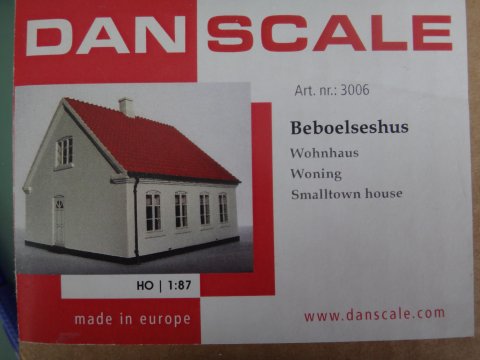 DAN SCALE
Art. nr.: 3006
Beboelseshus
Wohnhaus
Woning
Smalltown house
HO | 1:87
made in europe
www.danscale.com